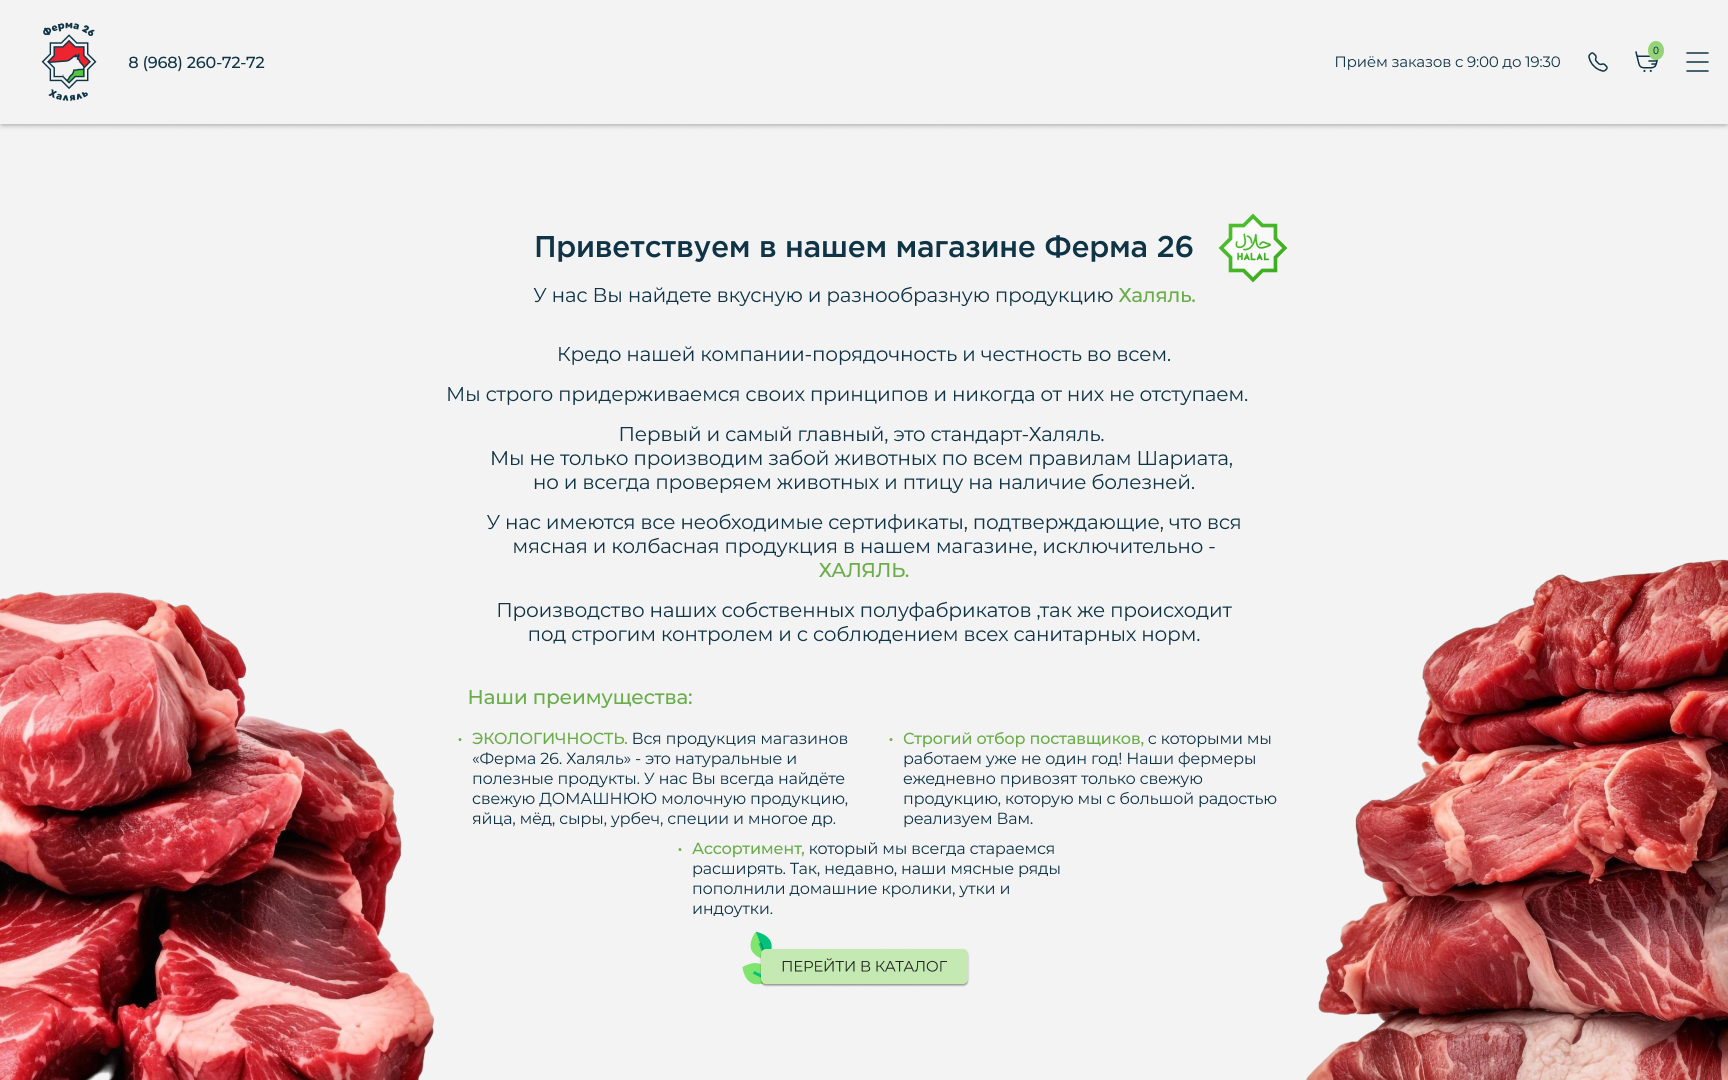 Ферма 26
Халяль
8 (968) 260-72-72
Приём заказов с 9:00 до 19:30
0
Приветствуем в нашем магазине Ферма 26
حلال
HALAL
У нас Вы найдете вкусную и разнообразную продукцию Халяль.
Кредо нашей компании-порядочность и честность во всем.
Мы строго придерживаемся своих принципов и никогда от них не отступаем.
Первый и самый главный, это стандарт-Халяль.
Мы не только производим забой животных по всем правилам Шариата,
но и всегда проверяем животных и птицу на наличие болезней.
У нас имеются все необходимые сертификаты, подтверждающие, что вся
мясная и колбасная продукция в нашем магазине, исключительно -
ХАЛЯЛЬ.
Производство наших собственных полуфабрикатов ,так же происходит
под строгим контролем и с соблюдением всех санитарных норм.
Наши преимущества:
• ЭКОЛОГИЧНОСТЬ. Вся продукция магазинов
«Ферма 26. Халяль» - это натуральные и
полезные продукты. У нас Вы всегда найдёте
свежую ДОМАШНЮЮ молочную продукцию,
яйца, мёд, сыры, урбеч, специи и многое др.
• Строгий отбор поставщиков, с которыми мы
работаем уже не один год! Наши фермеры
ежедневно привозят только свежую
продукцию, которую мы с большой радостью
реализуем Вам.
• Ассортимент, который мы всегда стараемся
расширять. Так, недавно, наши мясные ряды
пополнили домашние кролики, утки и
индоутки.
ПЕРЕЙТИ В КАТАЛОГ